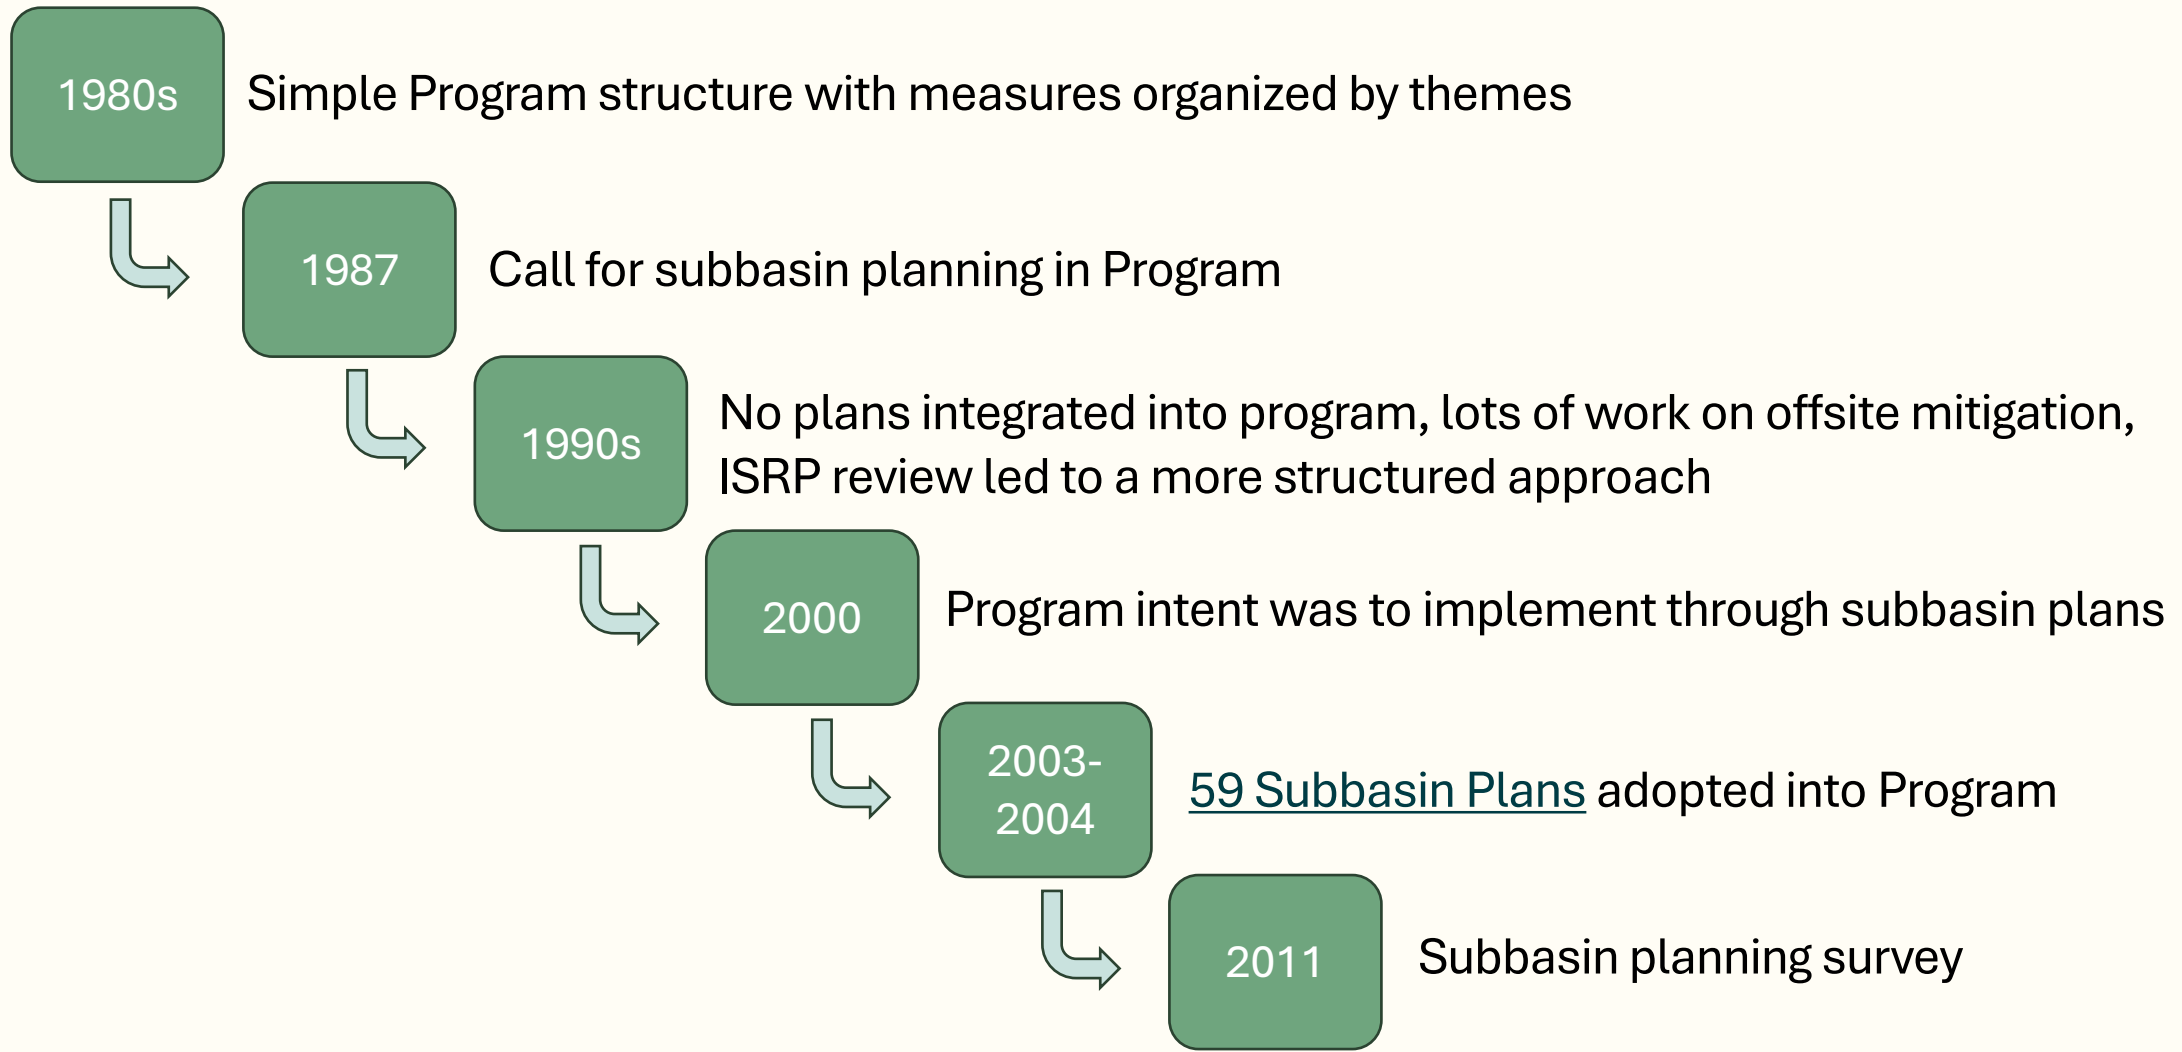 1980s
Simple Program structure with measures organized by themes
1987
Call for subbasin planning in Program
1990s
No plans integrated into program, lots of work on offsite mitigation,
ISRP review led to a more structured approach
2000
Program intent was to implement through subbasin plans
2003-
2004
59 Subbasin Plans adopted into Program
2011
Subbasin planning survey